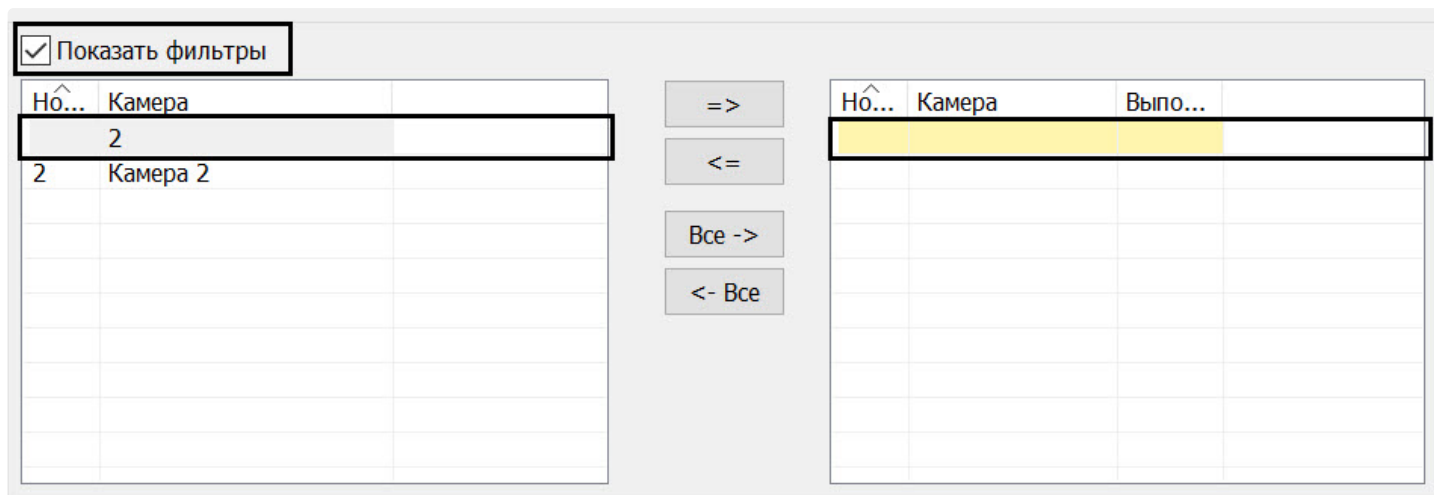 Показать фильтры
Но... Камера
2
2 Камера 2
=>
<=
Все ->
<- Все
Но... Камера Выпо...